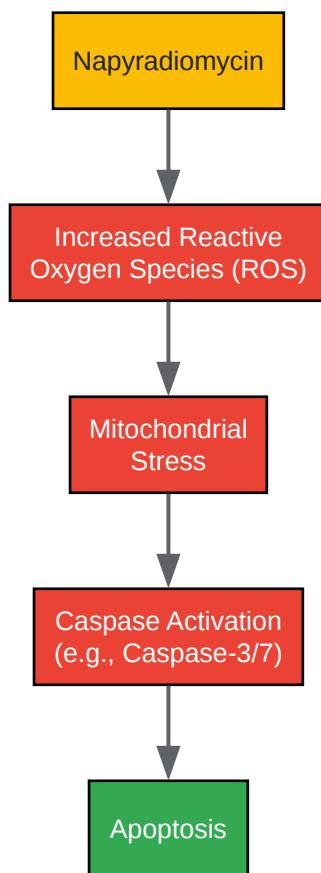 Napyradiomycin
Increased Reactive
Oxygen Species (ROS)
Mitochondrial
Stress
Caspase Activation
(e.g., Caspase-3/7)
Apoptosis